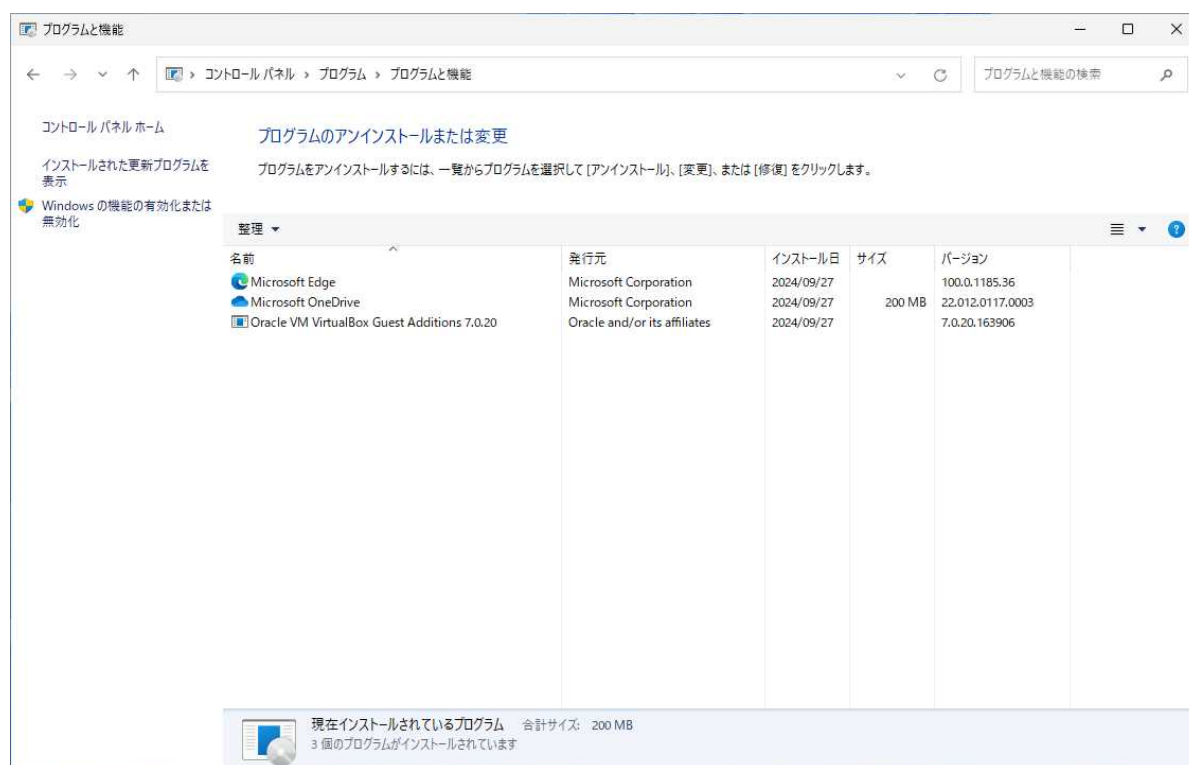 プログラムと機能
コントロール パネル › プログラム › プログラムと機能
プログラムと機能の検索
コントロール パネル ホーム
インストールされた更新プログラムを
表示
Windows の機能の有効化または
無効化
プログラムのアンインストールまたは変更
プログラムをアンインストールするには、一覧からプログラムを選択して [アンインストール]、[変更]、または [修復] をクリックします。
整理
名前 発行元 インストール日 サイズ バージョン
Microsoft Edge Microsoft Corporation 2024/09/27 100.0.1185.36
Microsoft OneDrive Microsoft Corporation 2024/09/27 200 MB 22.012.0117.0003
Oracle VM VirtualBox Guest Additions 7.0.20 Oracle and/or its affiliates 2024/09/27 7.0.20.163906
現在インストールされているプログラム 合計サイズ: 200 MB
3 個のプログラムがインストールされています